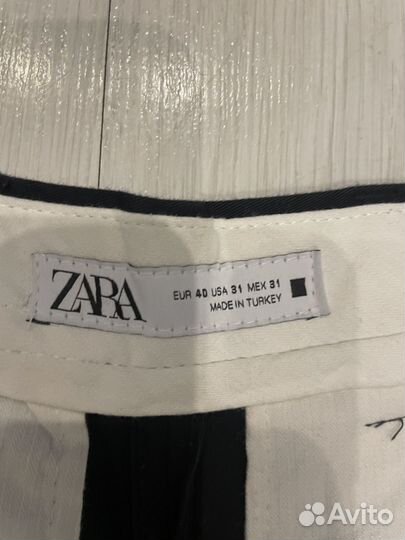 ZARA
EUR 40 USA 31 MEX 31
MADE IN TURKEY
Avito